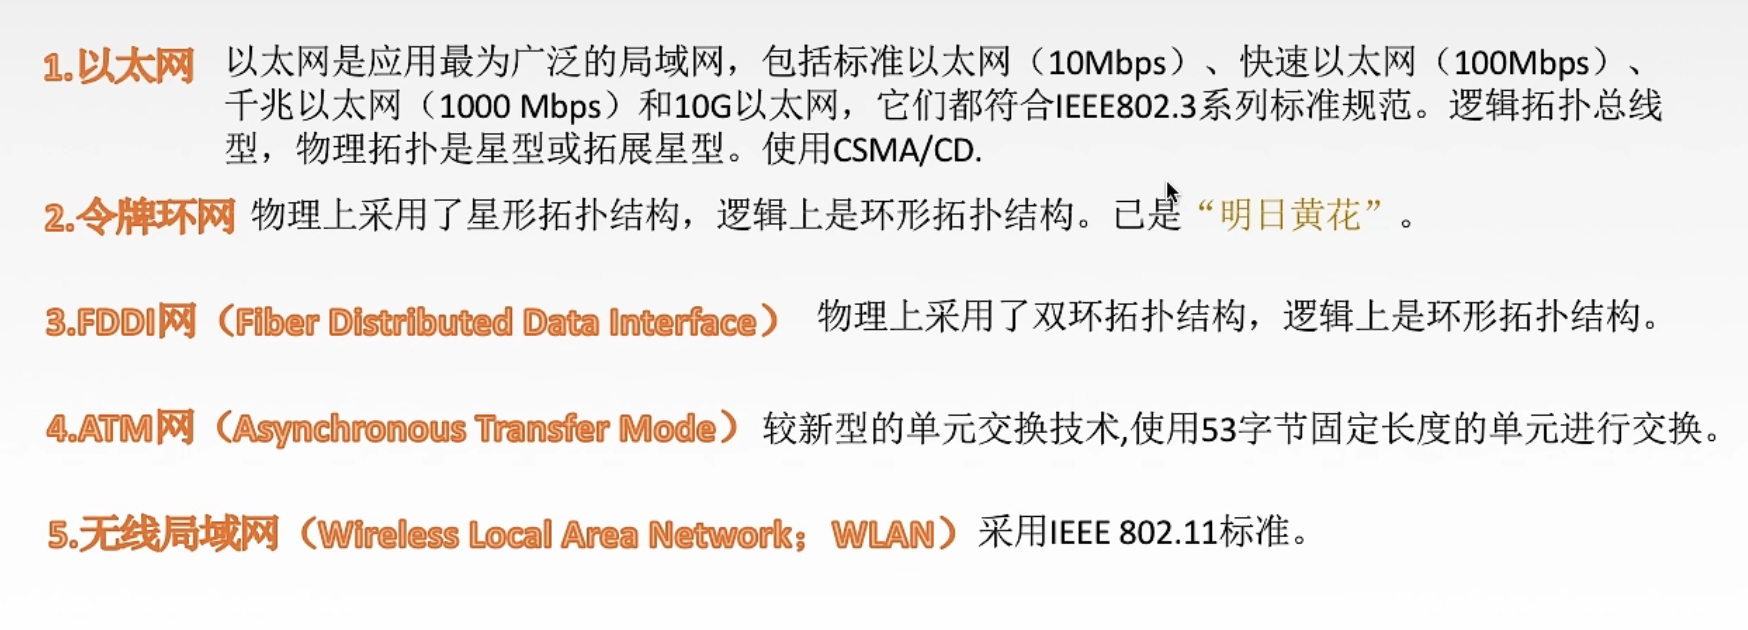 1.以太网 以太网是应用最为广泛的局域网，包括标准以太网（10Mbps）、快速以太网（100Mbps）、
千兆以太网（1000 Mbps）和10G以太网，它们都符合IEEE802.3系列标准规范。逻辑拓扑总线
型，物理拓扑是星型或拓展星型。使用CSMA/CD.
2.令牌环网 物理上采用了星形拓扑结构，逻辑上是环形拓扑结构。已是“明日黄花”。
3.FDDI网（Fiber Distributed Data Interface） 物理上采用了双环拓扑结构，逻辑上是环形拓扑结构。
4.ATM网（Asynchronous Transfer Mode） 较新型的单元交换技术,使用53字节固定长度的单元进行交换。
5.无线局域网（Wireless Local Area Network；WLAN） 采用IEEE 802.11标准。